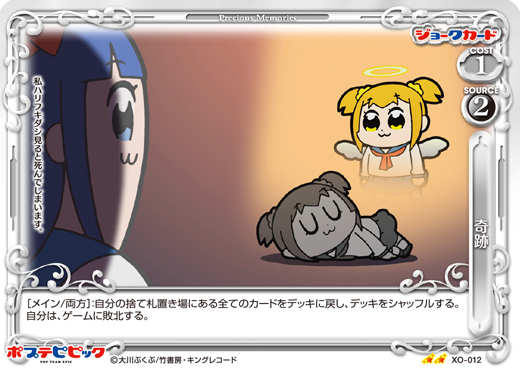 Precious Memories
ジョークカード
COST
1
SOURCE
2
私ハリフキダシ見ると死んでしまいます。
奇跡
[メイン/両方]:自分の捨て札置き場にある全てのカードをデッキに戻し、デッキをシャッフルする。
自分は、ゲームに敗北する。
ポプテピピック
POP TEAM EPIC
©大川ぶくぶ/竹書房・キングレコード
XO-012